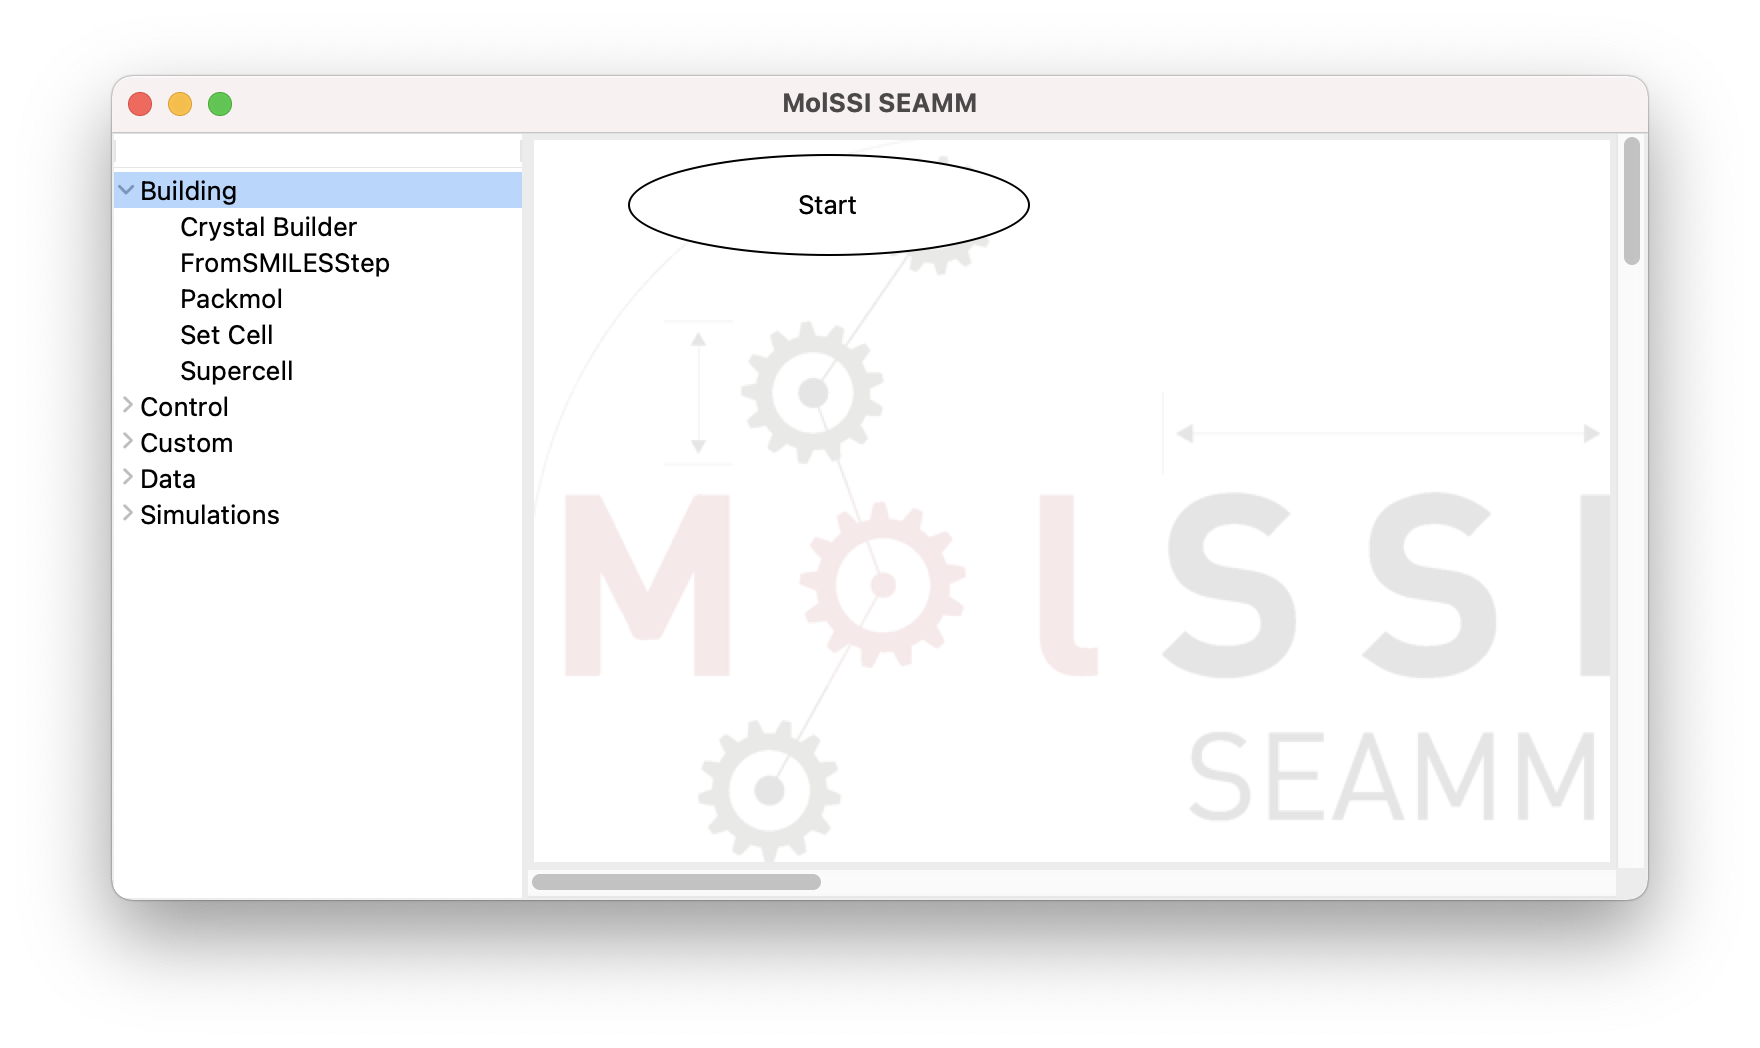 MolSSI SEAMM
Building
Crystal Builder
FromSMILESStep
Packmol
Set Cell
Supercell
Control
Custom
Data
Simulations
Start
MolSSI
SEAMM